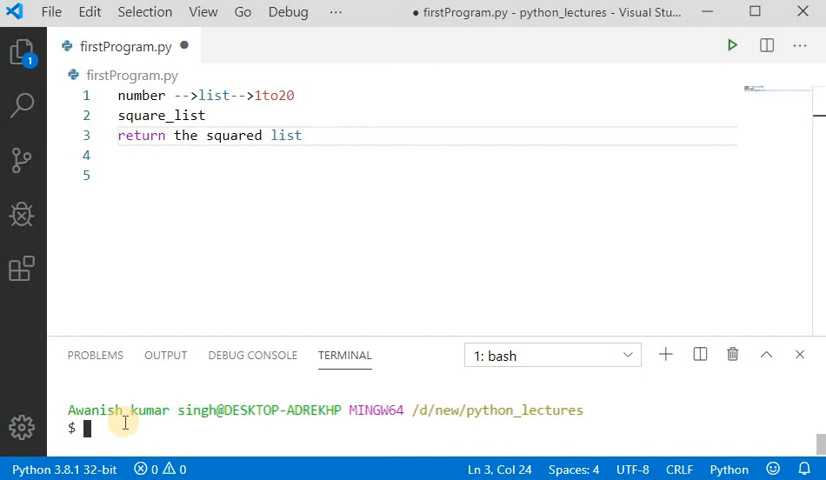 File Edit Selection View Go Debug ··· ● firstProgram.py - python_lectures - Visual Stu...
firstProgram.py ●
firstProgram.py
1 number -->list-->1to20
2 square_list
3 return the squared list
4
5
1
PROBLEMS OUTPUT DEBUG CONSOLE TERMINAL 1: bash
Awanish kumar singh@DESKTOP-ADREKHP MINGW64 /d/new/python_lectures
$
Python 3.8.1 32-bit 0 0 Ln 3, Col 24 Spaces: 4 UTF-8 CRLF Python